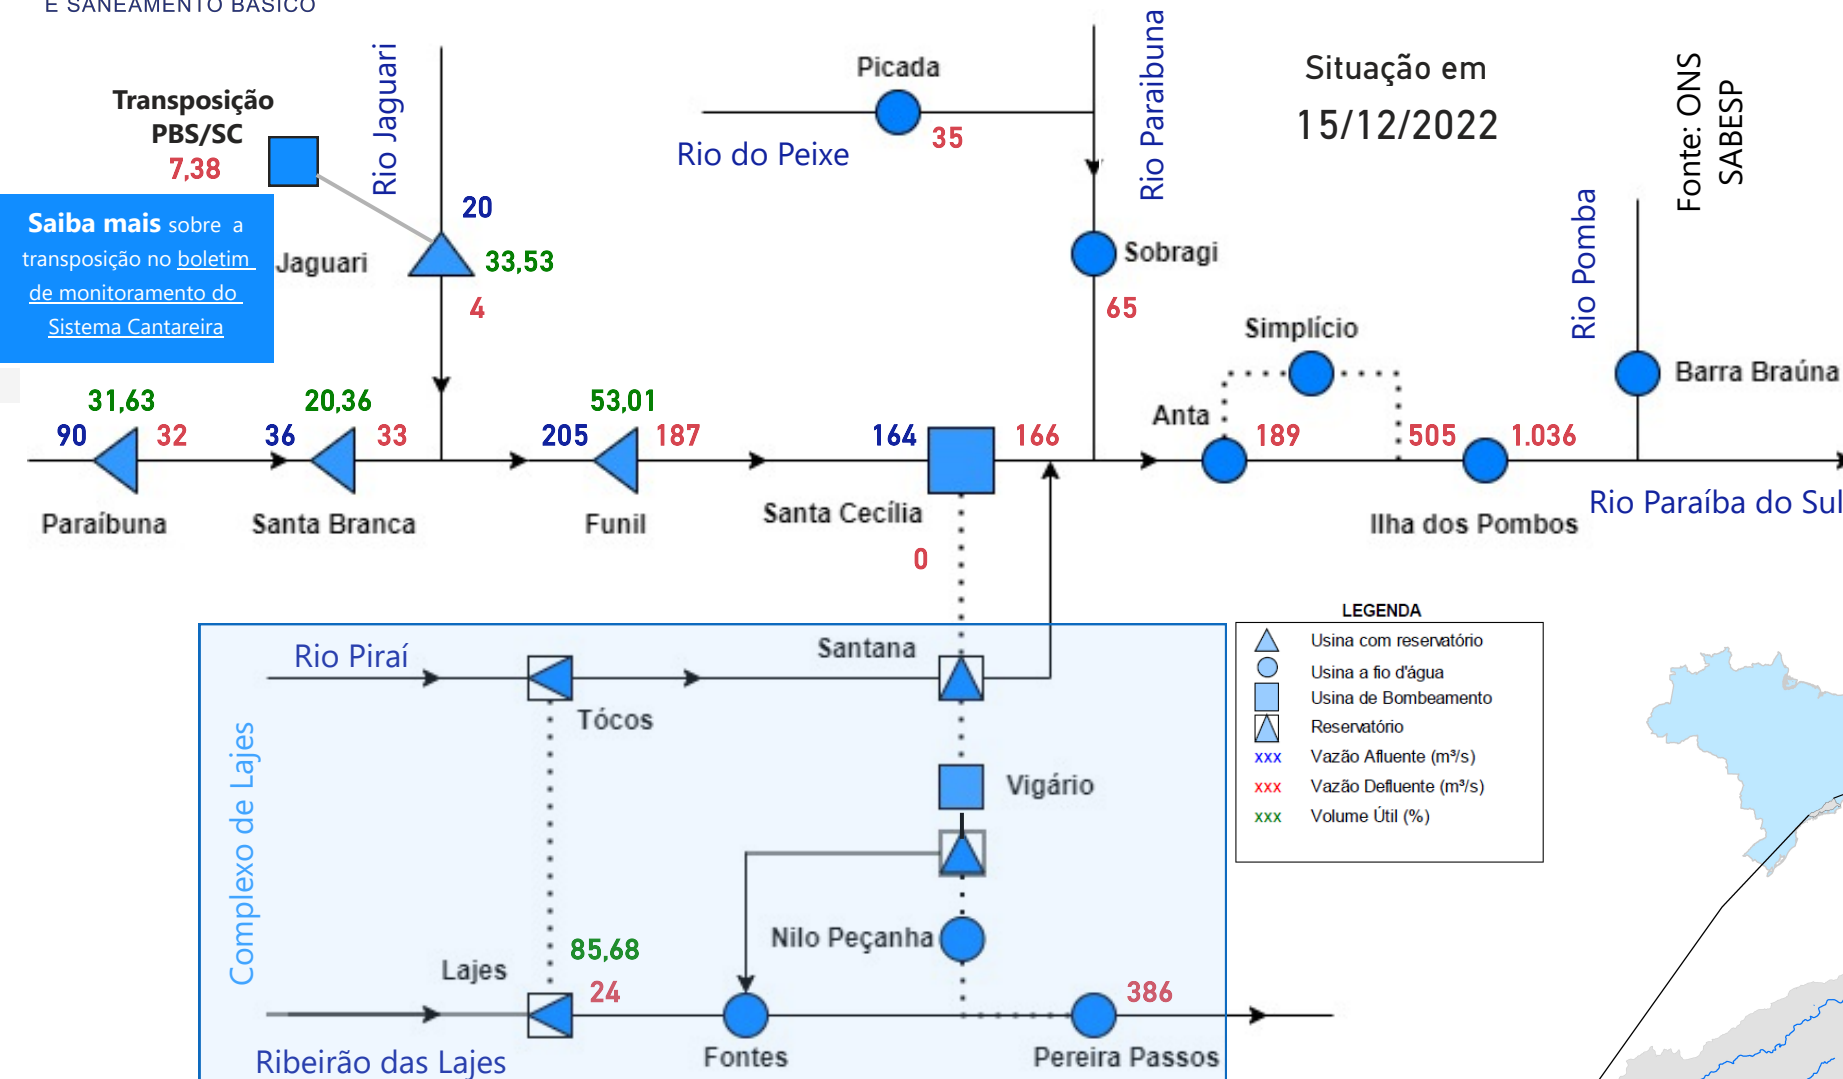 E SANEAMENTO BÁSICO
Transposição
PBS/SC
7,38
Rio Jaguari
Saiba mais sobre a
transposição no boletim
de monitoramento do
Sistema Cantareira
20
Jaguari
33,53
4
Picada
35
Rio do Peixe
Rio Paraibuna
Situação em
15/12/2022
Fonte: ONS
SABESP
Sobragi
65
Simplício
Rio Pomba
Barra Braúna
31,63
90
32
Paraíbuna
20,36
36
33
Santa Branca
53,01
205
187
Funil
164
166
Santa Cecília
0
Anta
189
505
1.036
Ilha dos Pombos
Rio Paraíba do Sul
Complexo de Lajes
Rio Piraí
Tócos
Santana
Vigário
Nilo Peçanha
Lajes
85,68
24
Ribeirão das Lajes
Fontes
386
Pereira Passos
LEGENDA
Usina com reservatório
Usina a fio d'água
Usina de Bombeamento
Reservatório
xxx Vazão Afluente (m³/s)
xxx Vazão Defluente (m³/s)
xxx Volume Útil (%)